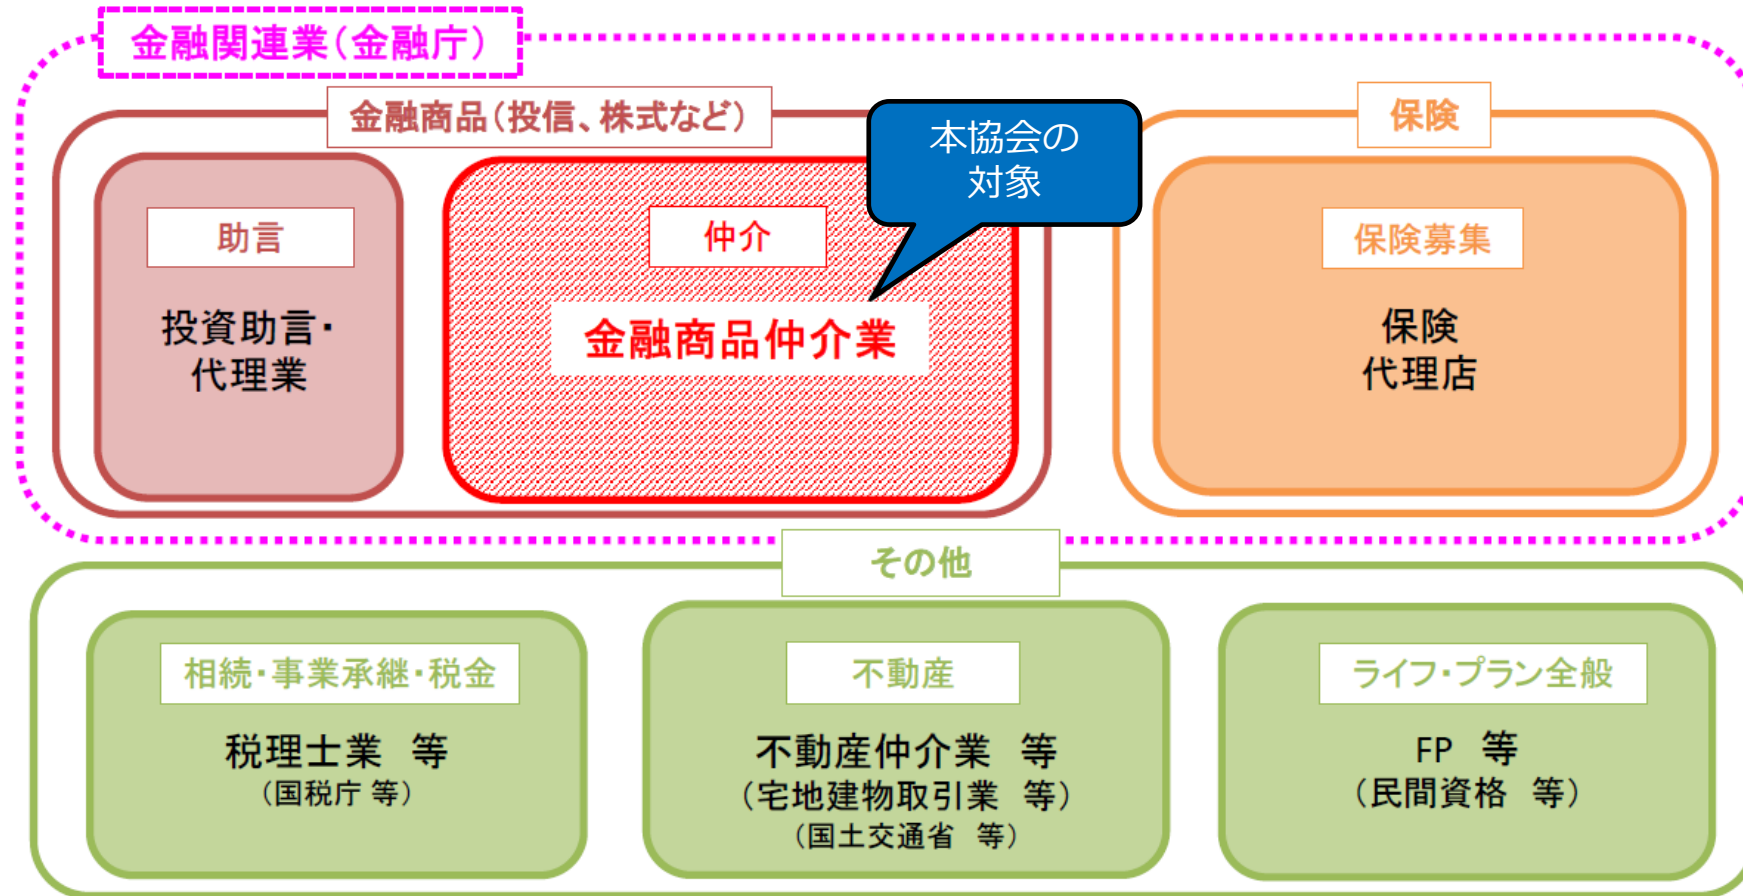 金融関連業（金融庁）
金融商品（投信、株式など）
本協会の
対象
保険
助言
投資助言・
代理業
仲介
金融商品仲介業
保険募集
保険
代理店
その他
相続・事業承継・税金
税理士業　等
（国税庁 等）
不動産
不動産仲介業　等
（宅地建物取引業　等）
（国土交通省　等）
ライフ・プラン全般
FP　等
（民間資格　等）